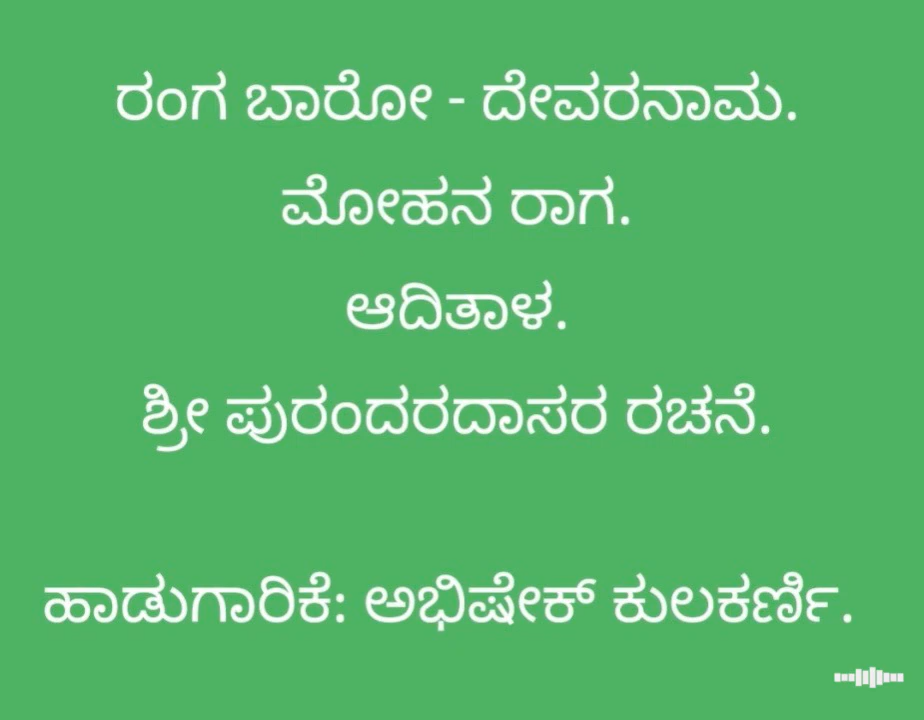 ರಂಗ ಬಾರೋ - ದೇವರನಾಮ.
ಮೋಹನ ರಾಗ.
ಆದಿತಾಳ.
ಶ್ರೀ ಪುರಂದರದಾಸರ ರಚನೆ.
ಹಾಡುಗಾರಿಕೆ: ಅಭಿಷೇಕ್ ಕುಲಕರ್ಣಿ.